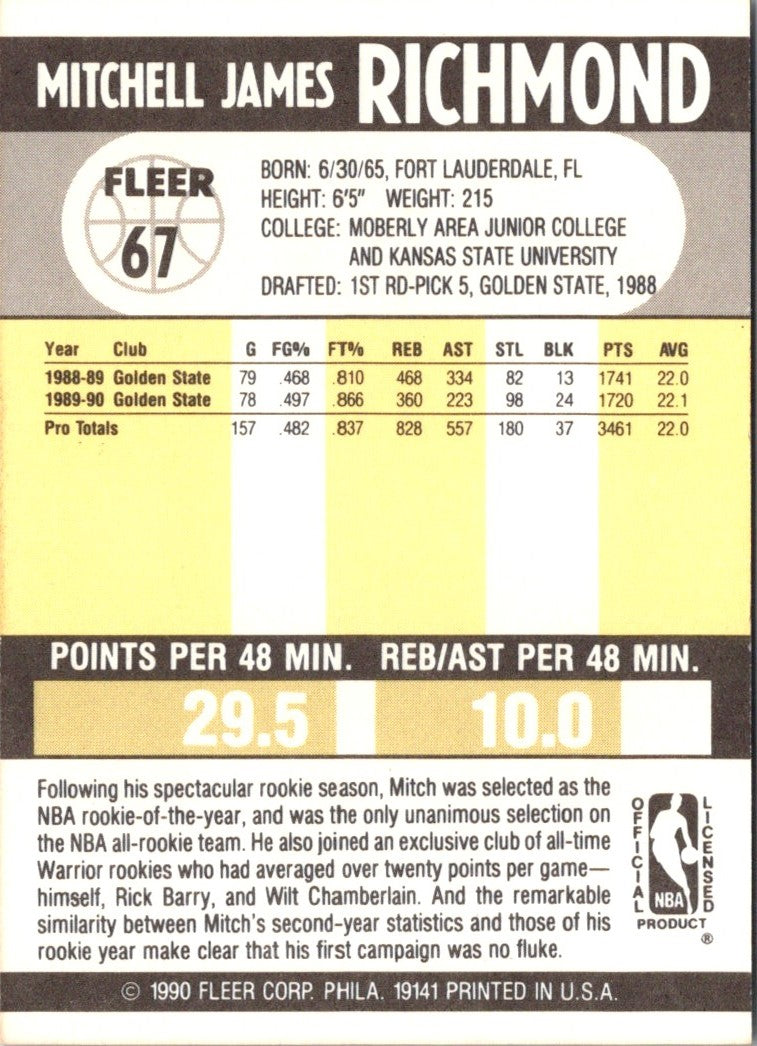 MITCHELL JAMES RICHMOND
FLEER
67
BORN: 6/30/65, FORT LAUDERDALE, FL
HEIGHT: 6'5" WEIGHT: 215
COLLEGE: MOBERLY AREA JUNIOR COLLEGE
AND KANSAS STATE UNIVERSITY
DRAFTED: 1ST RD-PICK 5, GOLDEN STATE, 1988
Year Club G FG% FT% REB AST STL BLK PTS AVG
1988-89 Golden State 79 .468 .810 468 334 82 13 1741 22.0
1989-90 Golden State 78 .497 .866 360 223 98 24 1720 22.1
Pro Totals 157 .482 .837 828 557 180 37 3461 22.0
POINTS PER 48 MIN. REB/AST PER 48 MIN.
29.5 10.0
Following his spectacular rookie season, Mitch was selected as the
NBA rookie-of-the-year, and was the only unanimous selection on
the NBA all-rookie team. He also joined an exclusive club of all-time
Warrior rookies who had averaged over twenty points per game—
himself, Rick Barry, and Wilt Chamberlain. And the remarkable
similarity between Mitch's second-year statistics and those of his
rookie year make clear that his first campaign was no fluke.
OFFICIAL
LICENSED
NBA
PRODUCT
®
© 1990 FLEER CORP. PHILA. 19141 PRINTED IN U.S.A.